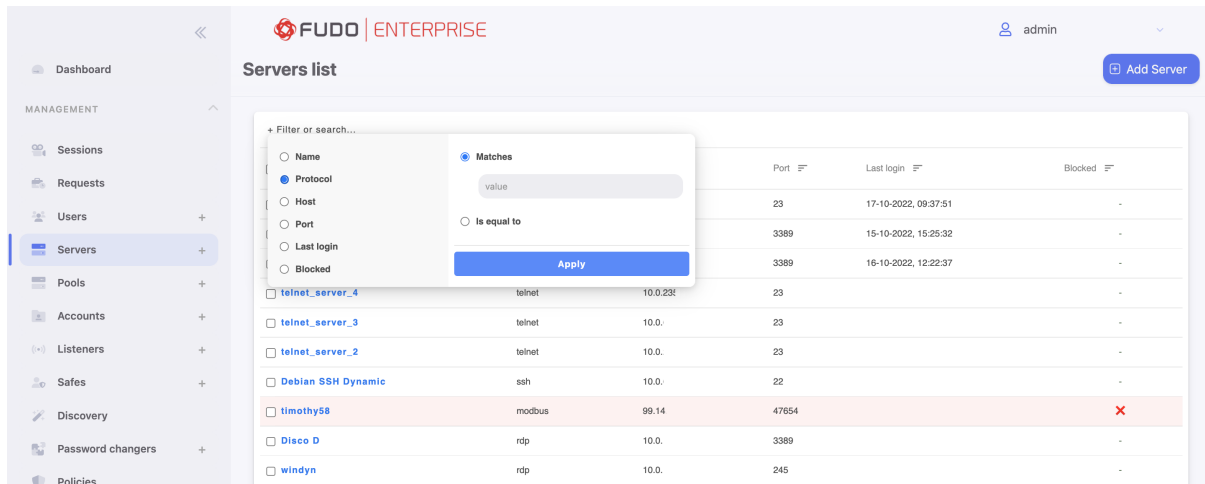 FUDO ENTERPRISE
admin
Dashboard
Servers list
Add Server
MANAGEMENT
+ Filter or search...
Sessions
Name
Matches
Requests
Protocol
value
Port
Last login
Blocked
Users +
Host
23 17-10-2022, 09:37:51 -
Servers +
Port
Is equal to
3389 15-10-2022, 15:25:32 -
Last login
Pools +
Blocked
Apply
3389 16-10-2022, 12:22:37 -
telnet_server_4 telnet 10.0.235 23 -
Accounts +
telnet_server_3 telnet 10.0. 23 -
Listeners +
telnet_server_2 telnet 10.0. 23 -
Safes +
Debian SSH Dynamic ssh 10.0. 22 -
Discovery
timothy58 modbus 99.14 47654
Password changers +
Disco D rdp 10.0. 3389 -
Policies
windyn rdp 10.0. 245 -